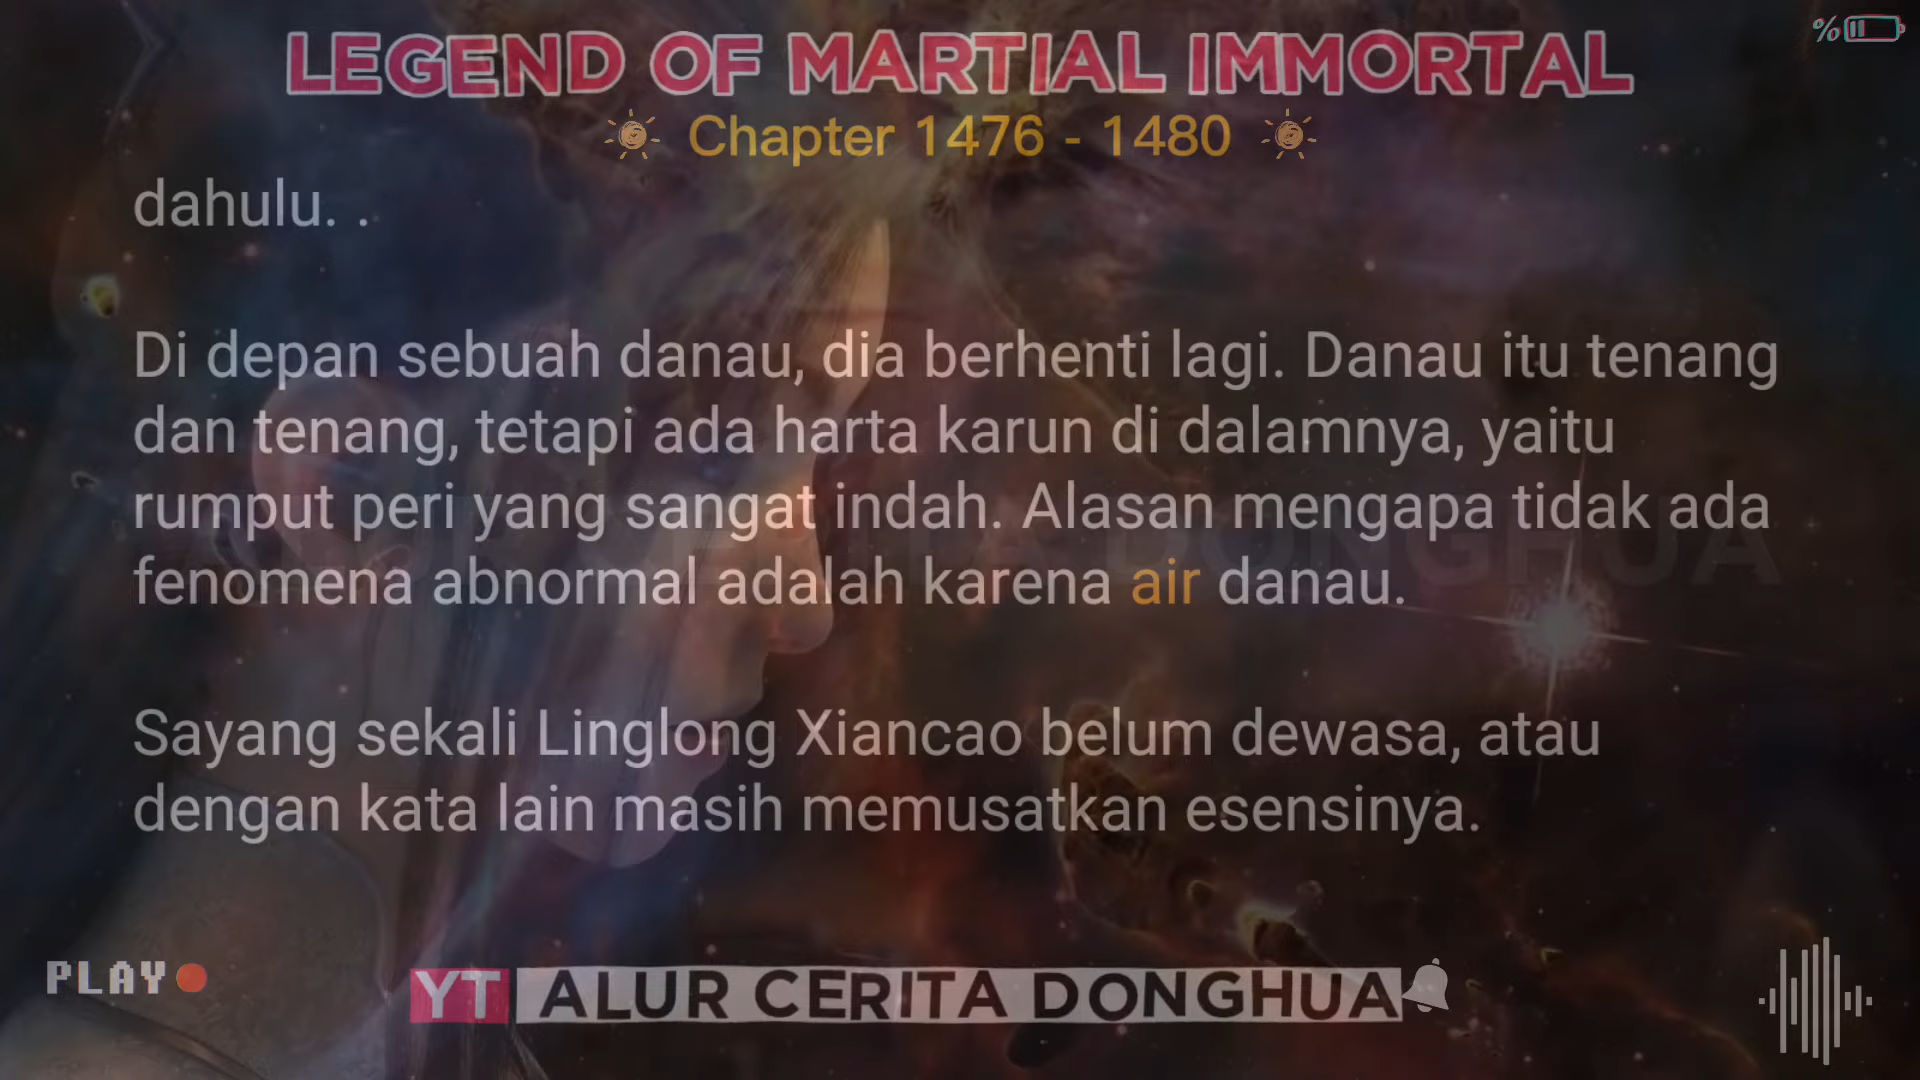 LEGEND OF MARTIAL IMMORTAL
%
Chapter 1476 - 1480
dahulu. .
Di depan sebuah danau, dia berhenti lagi. Danau itu tenang
dan tenang, tetapi ada harta karun di dalamnya, yaitu
rumput peri yang sangat indah. Alasan mengapa tidak ada
fenomena abnormal adalah karena air danau.
Sayang sekali Linglong Xiancao belum dewasa, atau
dengan kata lain masih memusatkan esensinya.
PLAY
YT ALUR CERITA DONGHUA